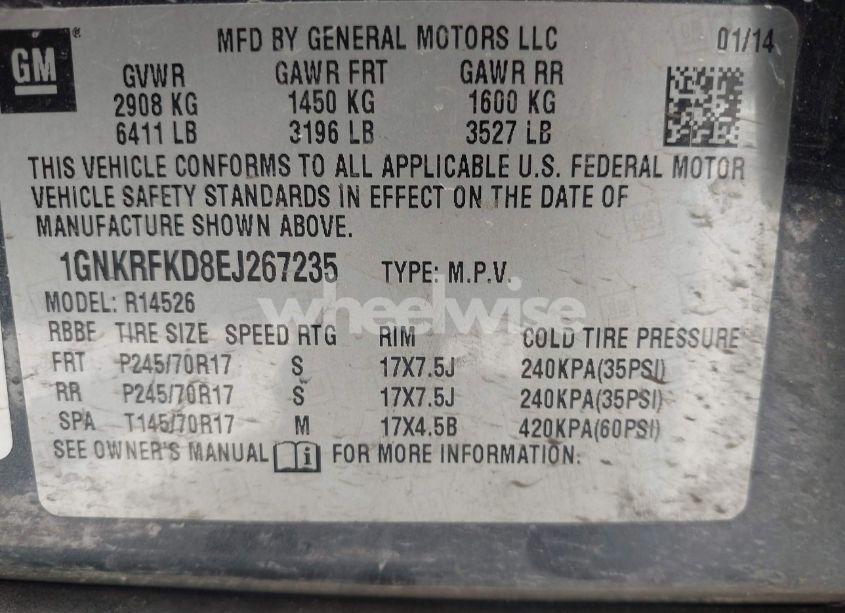 GM
MFD BY GENERAL MOTORS LLC 01/14
GVWR GAWR FRT GAWR RR
2908 KG 1450 KG 1600 KG
6411 LB 3196 LB 3527 LB
THIS VEHICLE CONFORMS TO ALL APPLICABLE U.S. FEDERAL MOTOR
VEHICLE SAFETY STANDARDS IN EFFECT ON THE DATE OF
MANUFACTURE SHOWN ABOVE.
1GNKRFKD8EJ267235 TYPE: M.P.V.
MODEL: R14526
wheelwise
RBBF TIRE SIZE SPEED RTG RIM COLD TIRE PRESSURE
FRT P245/70R17 S 17X7.5J 240KPA(35PSI)
RR P245/70R17 S 17X7.5J 240KPA(35PSI)
SPA T145/70R17 M 17X4.5B 420KPA(60PSI)
SEE OWNER'S MANUAL i FOR MORE INFORMATION.